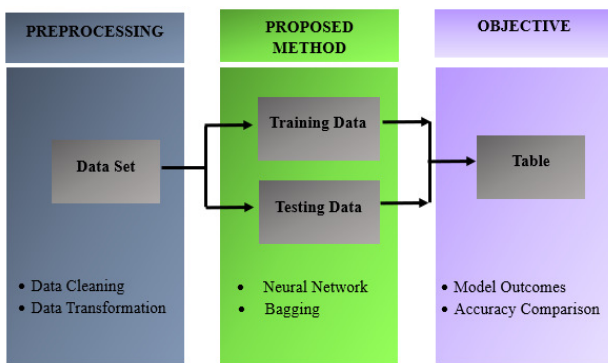 PREPROCESSING
PROPOSED
METHOD
OBJECTIVE
Data Set
Training Data
Testing Data
Table
• Data Cleaning
• Data Transformation
• Neural Network
• Bagging
• Model Outcomes
• Accuracy Comparison